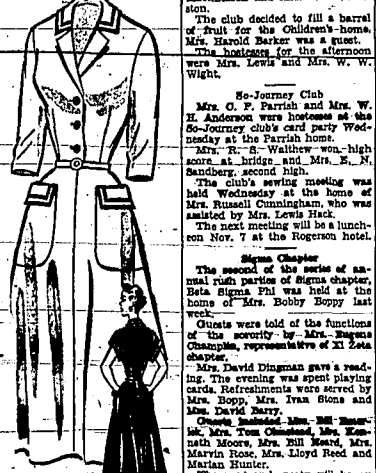 ston.
The club decided to fill a barrel
of fruit for the Children's home.
Mrs. Harold Barker was a guest.
The hostesses for the afternoon
were Mrs. Lewis and Mrs. W. W.
Wight.
So-Journey Club
Mrs. C. F. Parrish and Mrs. W.
H. Anderson were hostesses at the
So-Journey club's card party Wed-
nesday at the Parrish home.
Mrs. R. S. Walthew won high
score at bridge and Mrs. E. N.
Sandberg, second high.
The club's sewing meeting was
held Wednesday at the home of
Mrs. Russell Cunningham, who was
assisted by Mrs. Lewis Hack.
The next meeting will be a lunch-
eon Nov. 7 at the Rogerson hotel.
Sigma Chapter
The second of the series of an-
nual rush parties of Sigma chapter,
Beta Sigma Phi was held at the
home of Mrs. Bobby Boppy last
week.
Guests were told of the functions
of the sorority by Mrs. Eugene
Champlin, representative of Xi Zeta
chapter.
Mrs. David Dingman gave a read-
ing. The evening was spent playing
cards. Refreshments were served by
Mrs. Bopp, Mrs. Ivan Stone and
Mrs. David Barry.
Guests included Mrs. Bill
Mrs. Tom Olmstead, Mrs. Ken-
neth Moore, Mrs. Bill Heard, Mrs.
Marvin Rose, Mrs. Lloyd Reed and
Marian Hunter.